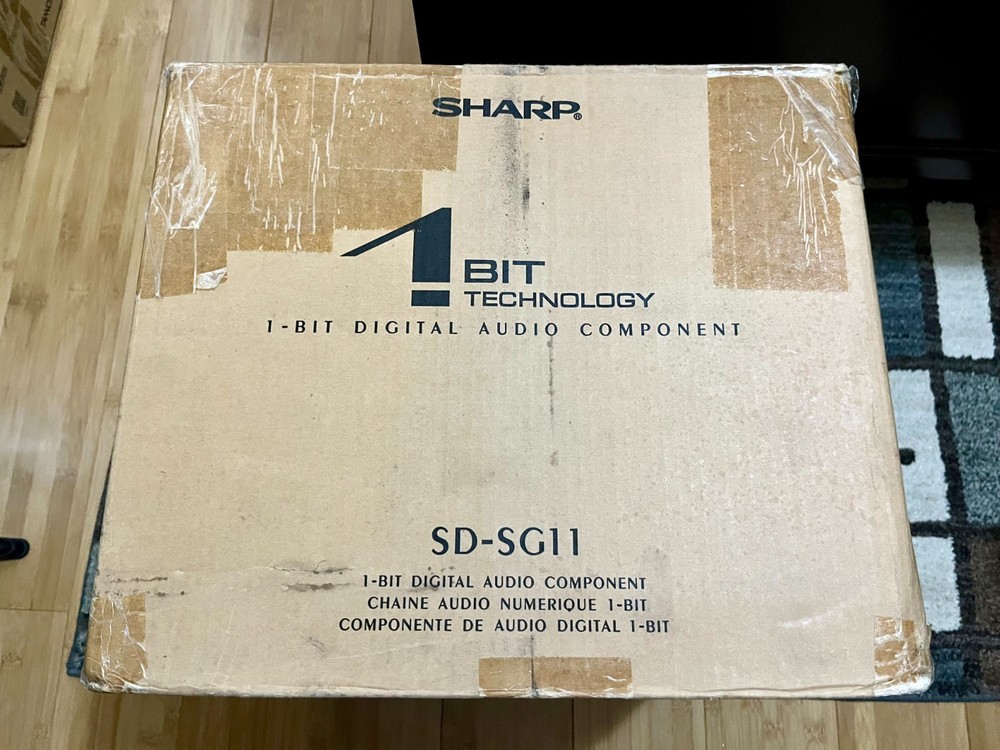 SHARP®
1 BIT
TECHNOLOGY
1-BIT DIGITAL AUDIO COMPONENT
SD-SG11
1-BIT DIGITAL AUDIO COMPONENT
CHAINE AUDIO NUMERIQUE 1-BIT
COMPONENTE DE AUDIO DIGITAL 1-BIT